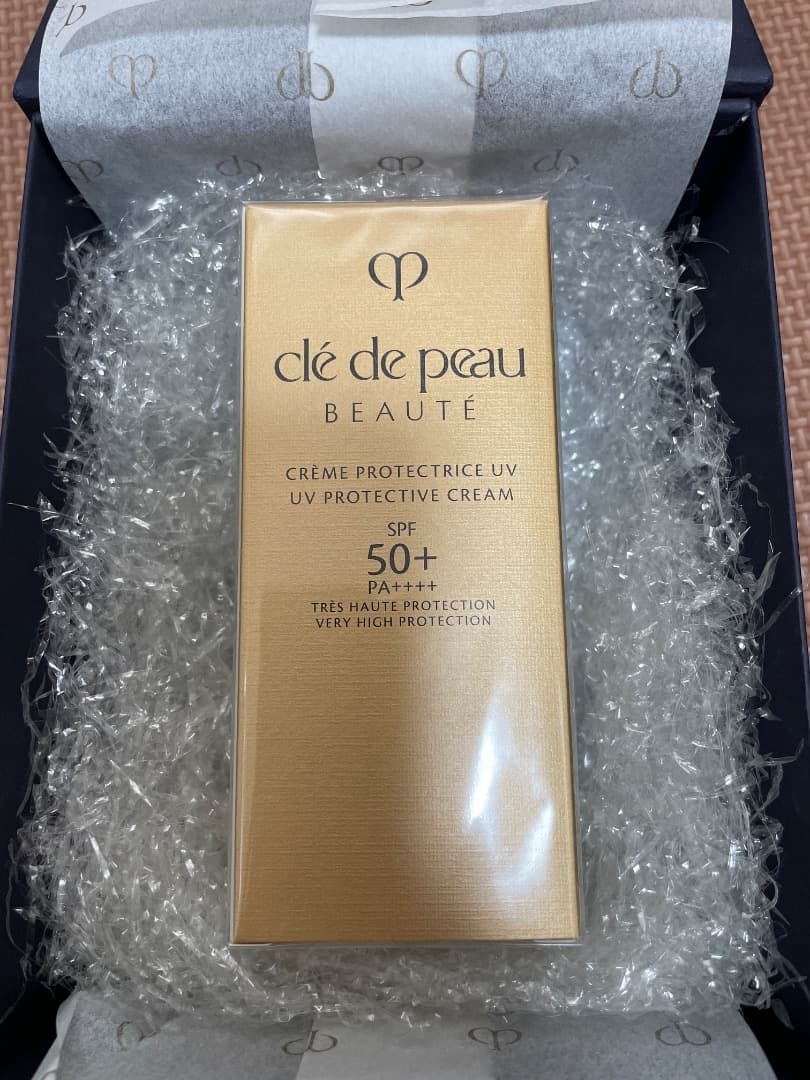 clé de peau
BEAUTÉ
CRÈME PROTECTRICE UV
UV PROTECTIVE CREAM
SPF
50+
PA++++
TRÈS HAUTE PROTECTION
VERY HIGH PROTECTION